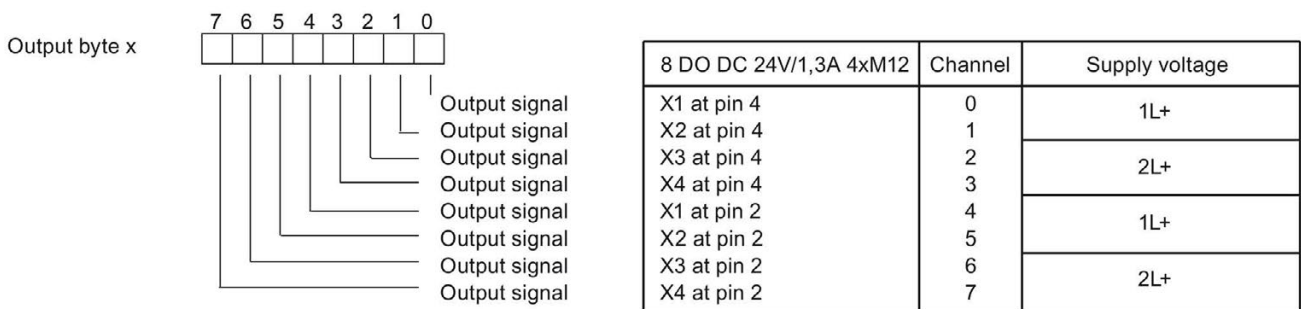 7 6 5 4 3 2 1 0
Output byte x
8 DO DC 24V/1,3A 4xM12 Channel Supply voltage
Output signal X1 at pin 4 0 1L+
Output signal X2 at pin 4 1
Output signal X3 at pin 4 2 2L+
Output signal X4 at pin 4 3
Output signal X1 at pin 2 4 1L+
Output signal X2 at pin 2 5
Output signal X3 at pin 2 6 2L+
Output signal X4 at pin 2 7